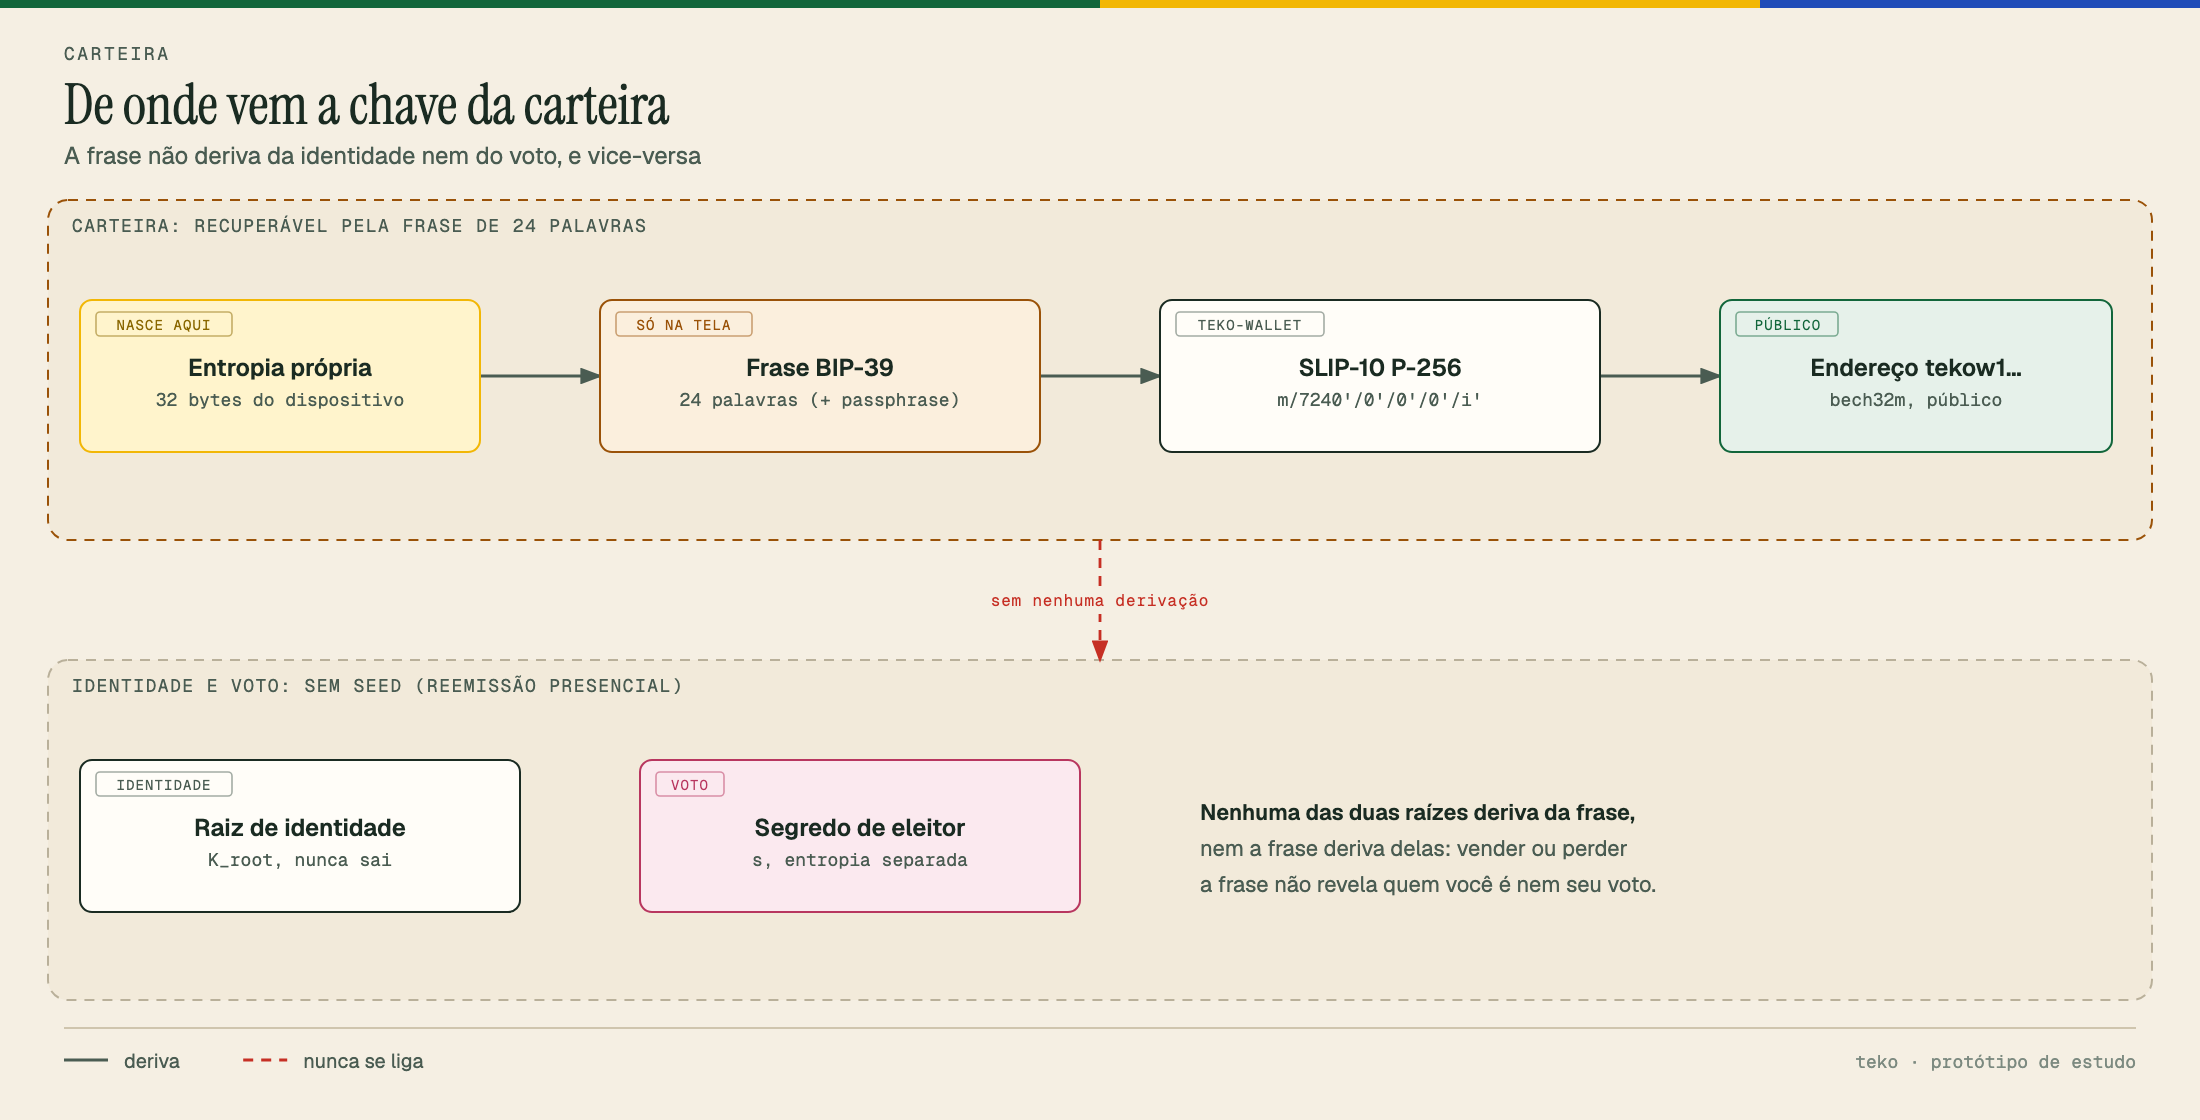 CARTEIRA
De onde vem a chave da carteira
A frase não deriva da identidade nem do voto, e vice-versa
CARTEIRA: RECUPERÁVEL PELA FRASE DE 24 PALAVRAS
NASCE AQUI
Entropia própria
32 bytes do dispositivo
SÓ NA TELA
Frase BIP-39
24 palavras (+ passphrase)
TEKO-WALLET
SLIP-10 P-256
m/7240'/0'/0'/0'/i'
PÚBLICO
Endereço tekow1…
bech32m, público
sem nenhuma derivação
IDENTIDADE E VOTO: SEM SEED (REEMISSÃO PRESENCIAL)
IDENTIDADE
Raiz de identidade
K_root, nunca sai
VOTO
Segredo de eleitor
s, entropia separada
Nenhuma das duas raízes deriva da frase,
nem a frase deriva delas: vender ou perder
a frase não revela quem você é nem seu voto.
deriva
nunca se liga
teko · protótipo de estudo